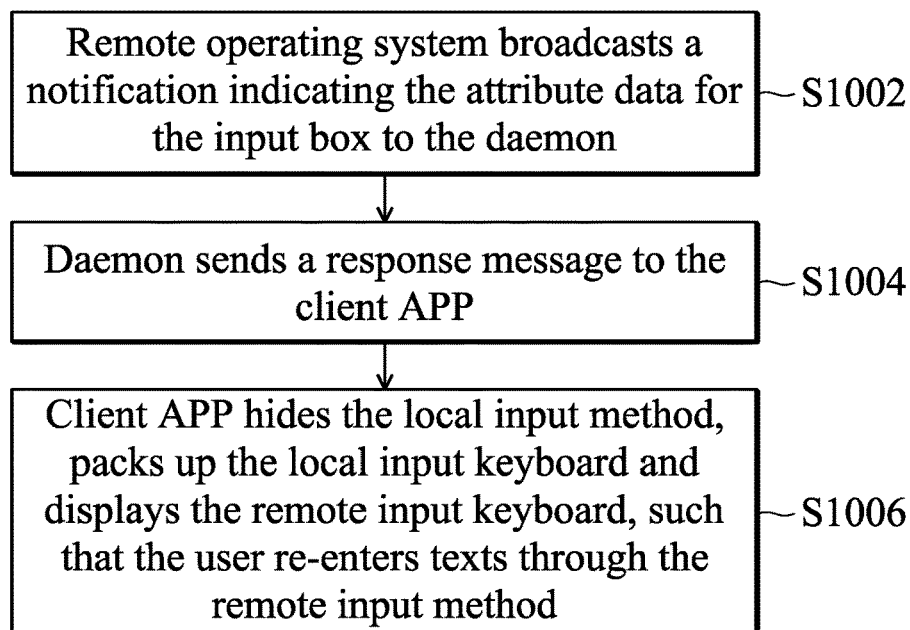 Remote operating system broadcasts a
notification indicating the attribute data for
the input box to the daemon
S1002
Daemon sends a response message to the
client APP
S1004
Client APP hides the local input method,
packs up the local input keyboard and
displays the remote input keyboard, such
that the user re-enters texts through the
remote input method
S1006